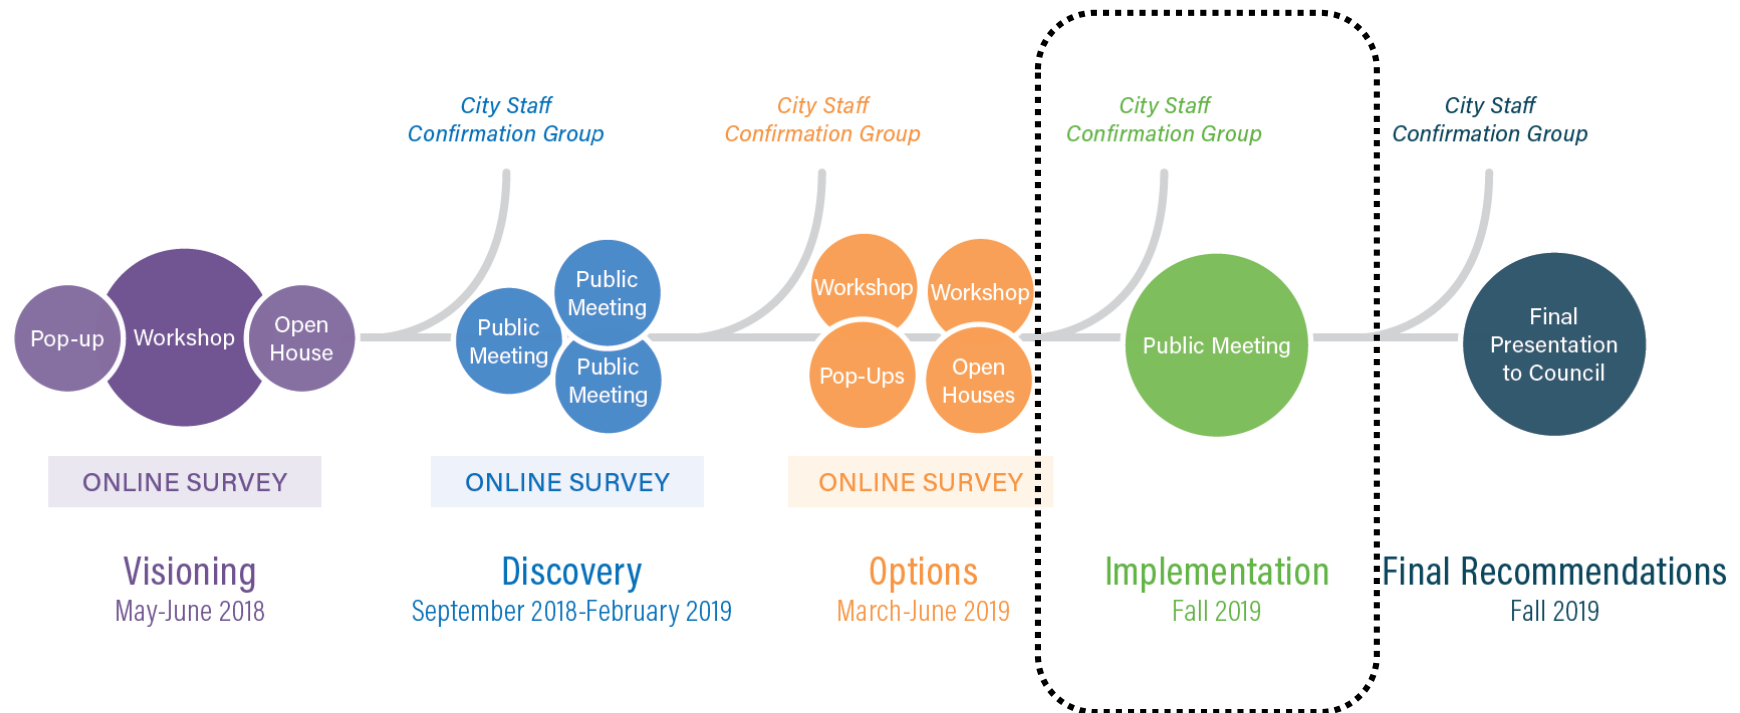 City Staff
Confirmation Group
City Staff
Confirmation Group
City Staff
Confirmation Group
City Staff
Confirmation Group
Pop-up
Workshop
Open
House
Public
Meeting
Public
Meeting
Public
Meeting
Workshop
Workshop
Pop-Ups
Open
Houses
Public Meeting
Final
Presentation
to Council
ONLINE SURVEY
ONLINE SURVEY
ONLINE SURVEY
Visioning
May-June 2018
Discovery
September 2018-February 2019
Options
March-June 2019
Implementation
Fall 2019
Final Recommendations
Fall 2019